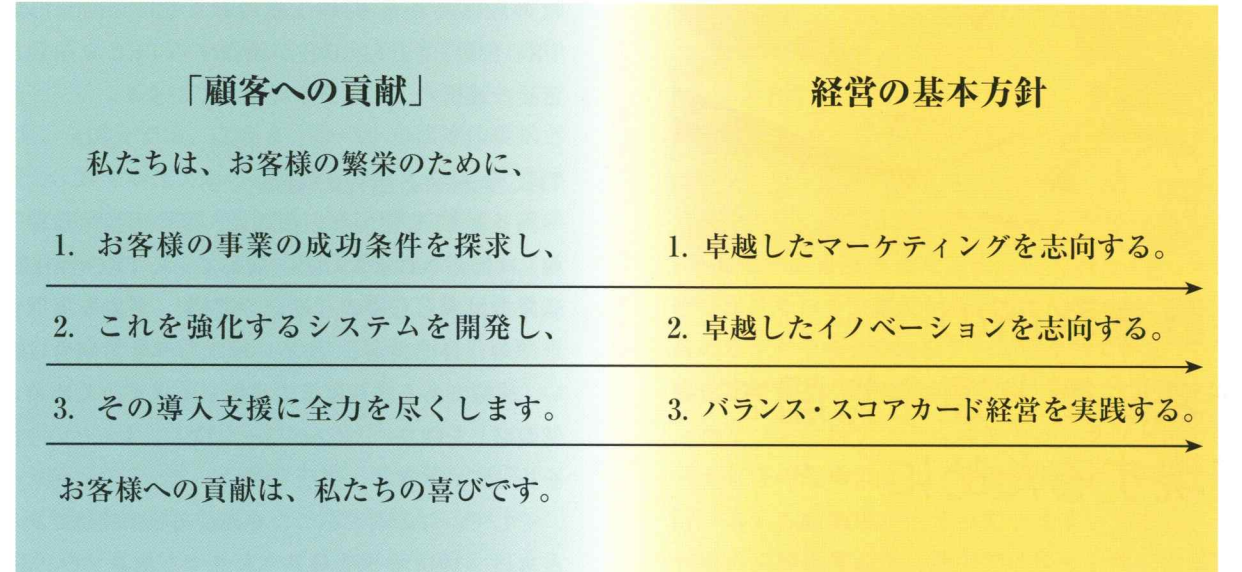 「顧客への貢献」
私たちは、お客様の繁栄のために、
1. お客様の事業の成功条件を探求し、
2. これを強化するシステムを開発し、
3. その導入支援に全力を尽くします。
お客様への貢献は、私たちの喜びです。
経営の基本方針
1. 卓越したマーケティングを志向する。
2. 卓越したイノベーションを志向する。
3. バランス・スコアカード経営を実践する。